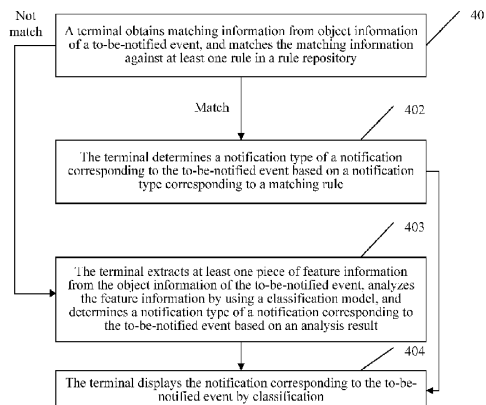 Not
match
40
A terminal obtains matching information from object information
of a to-be-notified event, and matches the matching information
against at least one rule in a rule repository
Match
402
The terminal determines a notification type of a notification
corresponding to the to-be-notified event based on a notification
type corresponding to a matching rule
403
The terminal extracts at least one piece of feature information
from the object information of the to-be-notified event, analyzes
the feature information by using a classification model, and
determines a notification type of a notification corresponding to
the to-be-notified event based on an analysis result
404
The terminal displays the notification corresponding to the to-be-
notified event by classification